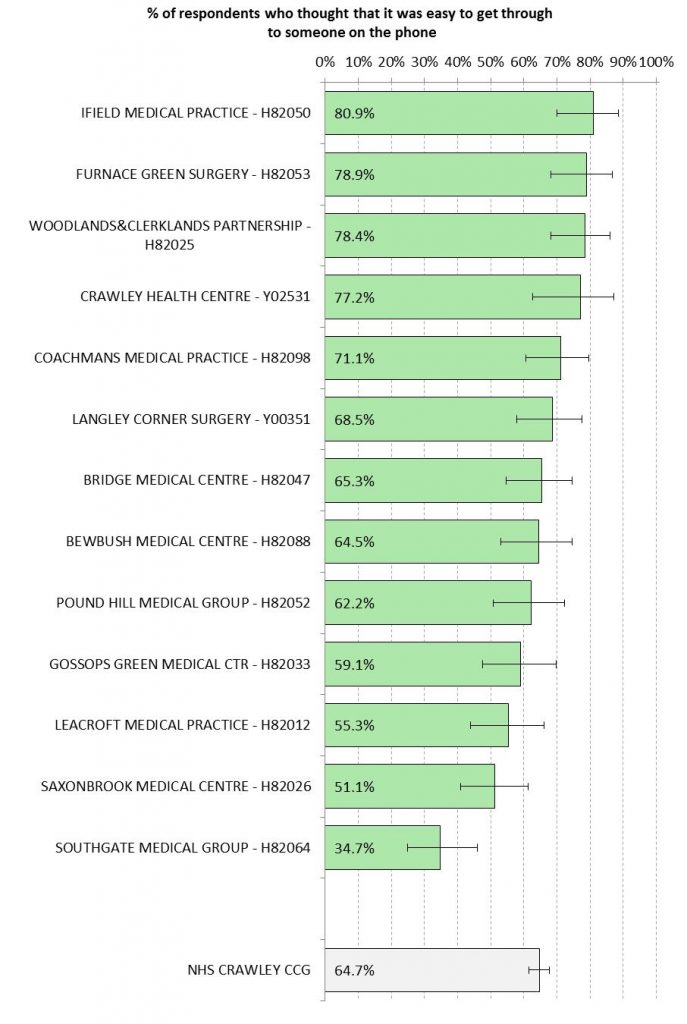 % of respondents who thought that it was easy to get through
to someone on the phone
0% 10% 20% 30% 40% 50% 60% 70% 80% 90% 100%
IFIELD MEDICAL PRACTICE - H82050 80.9%
FURNACE GREEN SURGERY - H82053 78.9%
WOODLANDS&CLERKLANDS PARTNERSHIP -
H82025 78.4%
CRAWLEY HEALTH CENTRE - Y02531 77.2%
COACHMANS MEDICAL PRACTICE - H82098 71.1%
LANGLEY CORNER SURGERY - Y00351 68.5%
BRIDGE MEDICAL CENTRE - H82047 65.3%
BEWBUSH MEDICAL CENTRE - H82088 64.5%
POUND HILL MEDICAL GROUP - H82052 62.2%
GOSSOPS GREEN MEDICAL CTR - H82033 59.1%
LEACROFT MEDICAL PRACTICE - H82012 55.3%
SAXONBROOK MEDICAL CENTRE - H82026 51.1%
SOUTHGATE MEDICAL GROUP - H82064 34.7%
NHS CRAWLEY CCG 64.7%